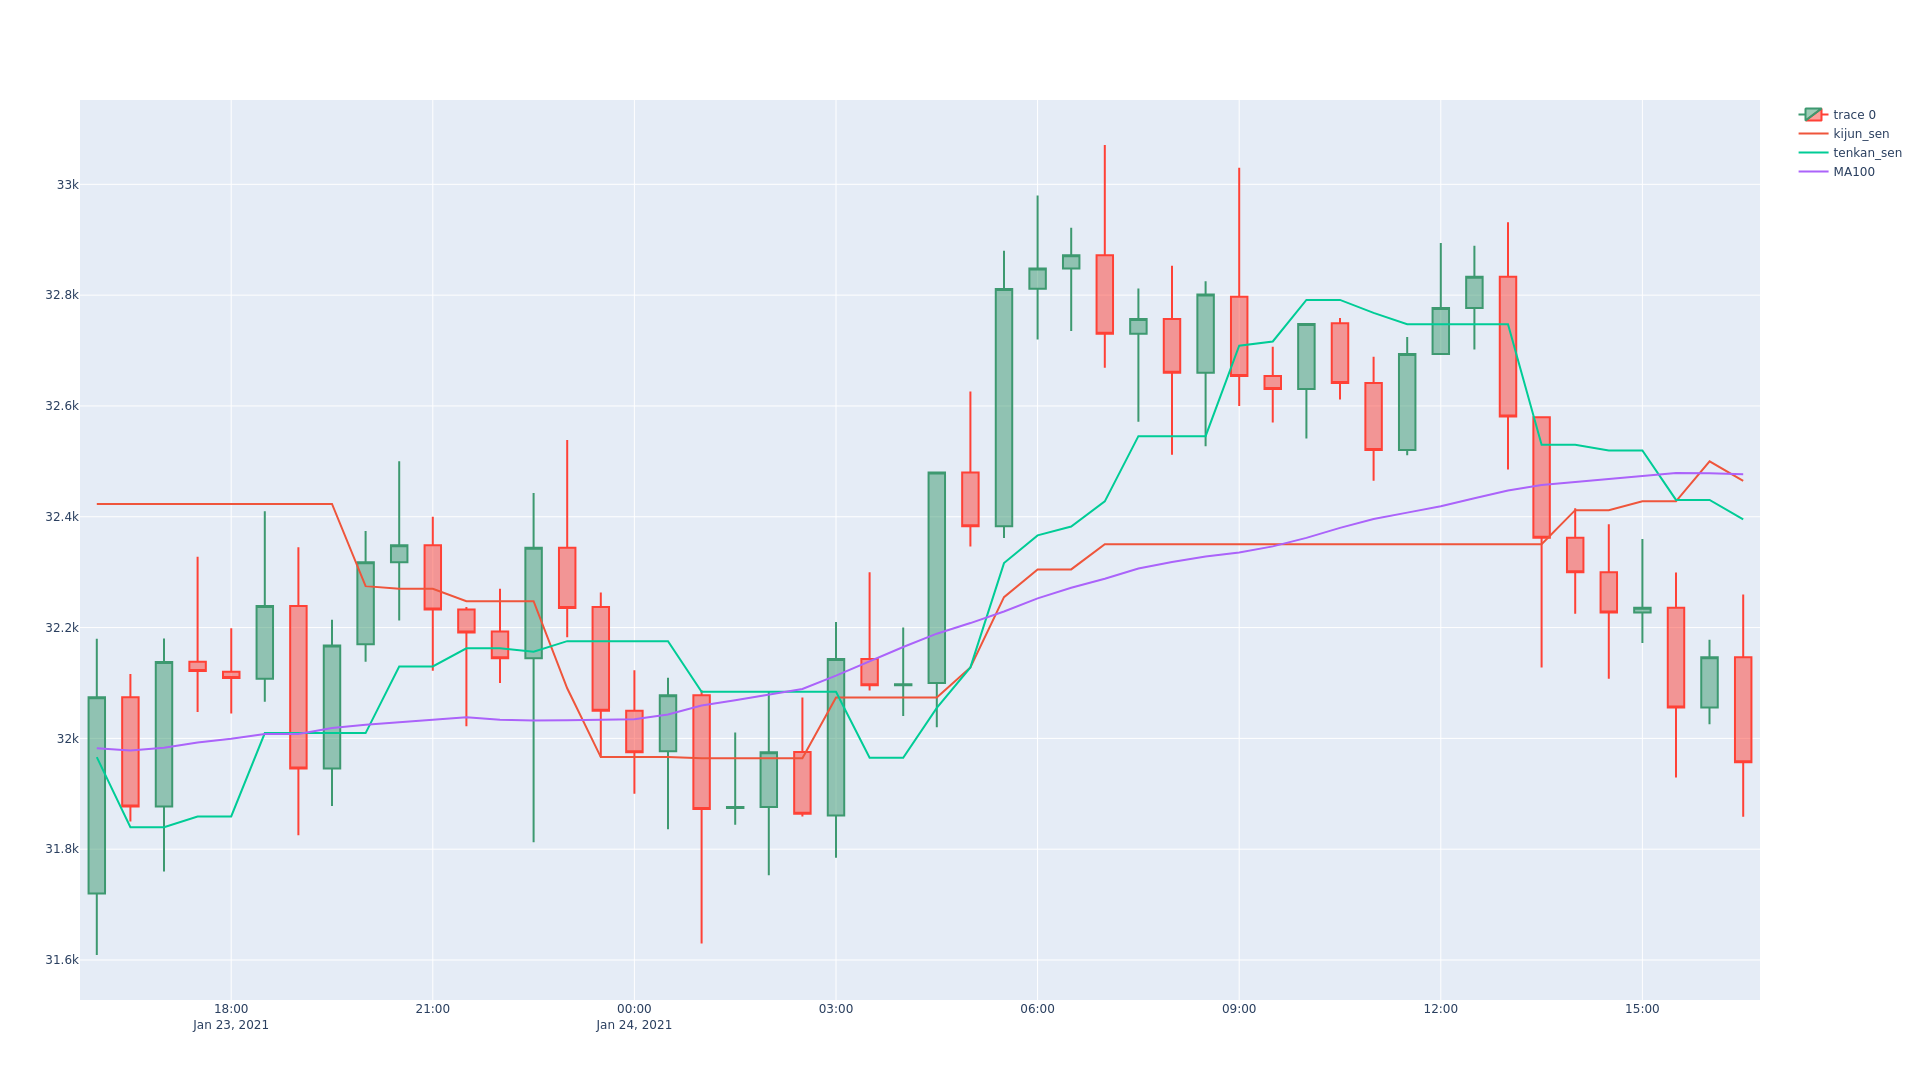 trace 0
kijun_sen
tenkan_sen
MA100
33k
32.8k
32.6k
32.4k
32.2k
32k
31.8k
31.6k
18:00 21:00 00:00 03:00 06:00 09:00 12:00 15:00
Jan 23, 2021 Jan 24, 2021